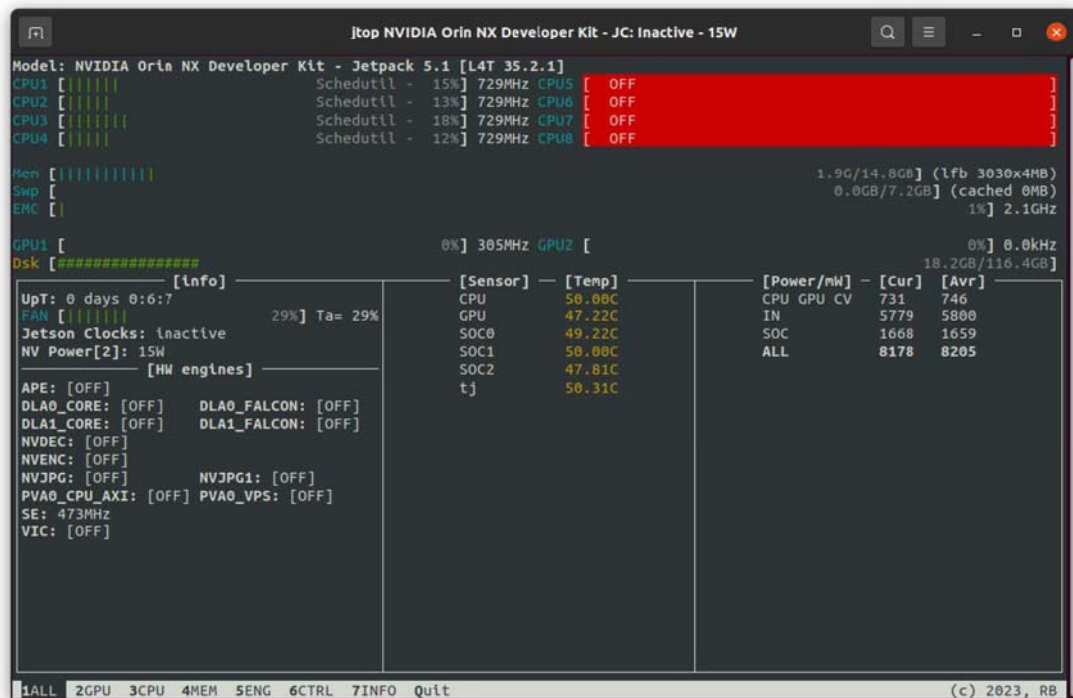 jtop NVIDIA Orin NX Developer Kit - JC: Inactive - 15W
Model: NVIDIA Orin NX Developer Kit - Jetpack 5.1 [L4T 35.2.1]
CPU1 [|||||| Schedutil - 15%] 729MHz CPU5 [ OFF ]
CPU2 [||||| Schedutil - 13%] 729MHz CPU6 [ OFF ]
CPU3 [||||||| Schedutil - 18%] 729MHz CPU7 [ OFF ]
CPU4 [||||| Schedutil - 12%] 729MHz CPU8 [ OFF ]
Mem [||||||||||| 1.9G/14.8GB] (lfb 3030x4MB)
Swp [ 0.0GB/7.2GB] (cached 0MB)
EMC [| 1%] 2.1GHz
GPU1 [ 0%] 305MHz GPU2 [ 0%] 0.0kHz
Dsk [################ 18.2GB/116.4GB]
[info]
UpT: 0 days 0:6:7
FAN [||||||| 29%] Ta= 29%
Jetson Clocks: inactive
NV Power[2]: 15W
[HW engines]
APE: [OFF]
DLA0_CORE: [OFF] DLA0_FALCON: [OFF]
DLA1_CORE: [OFF] DLA1_FALCON: [OFF]
NVDEC: [OFF]
NVENC: [OFF]
NVJPG: [OFF] NVJPG1: [OFF]
PVA0_CPU_AXI: [OFF] PVA0_VPS: [OFF]
SE: 473MHz
VIC: [OFF]
[Sensor] [Temp]
CPU 50.00C
GPU 47.22C
SOC0 49.22C
SOC1 50.00C
SOC2 47.81C
tj 50.31C
[Power/mW] [Cur] [Avr]
CPU GPU CV 731 746
IN 5779 5800
SOC 1668 1659
ALL 8178 8205
1ALL 2GPU 3CPU 4MEM 5ENG 6CTRL 7INFO Quit (c) 2023, RB